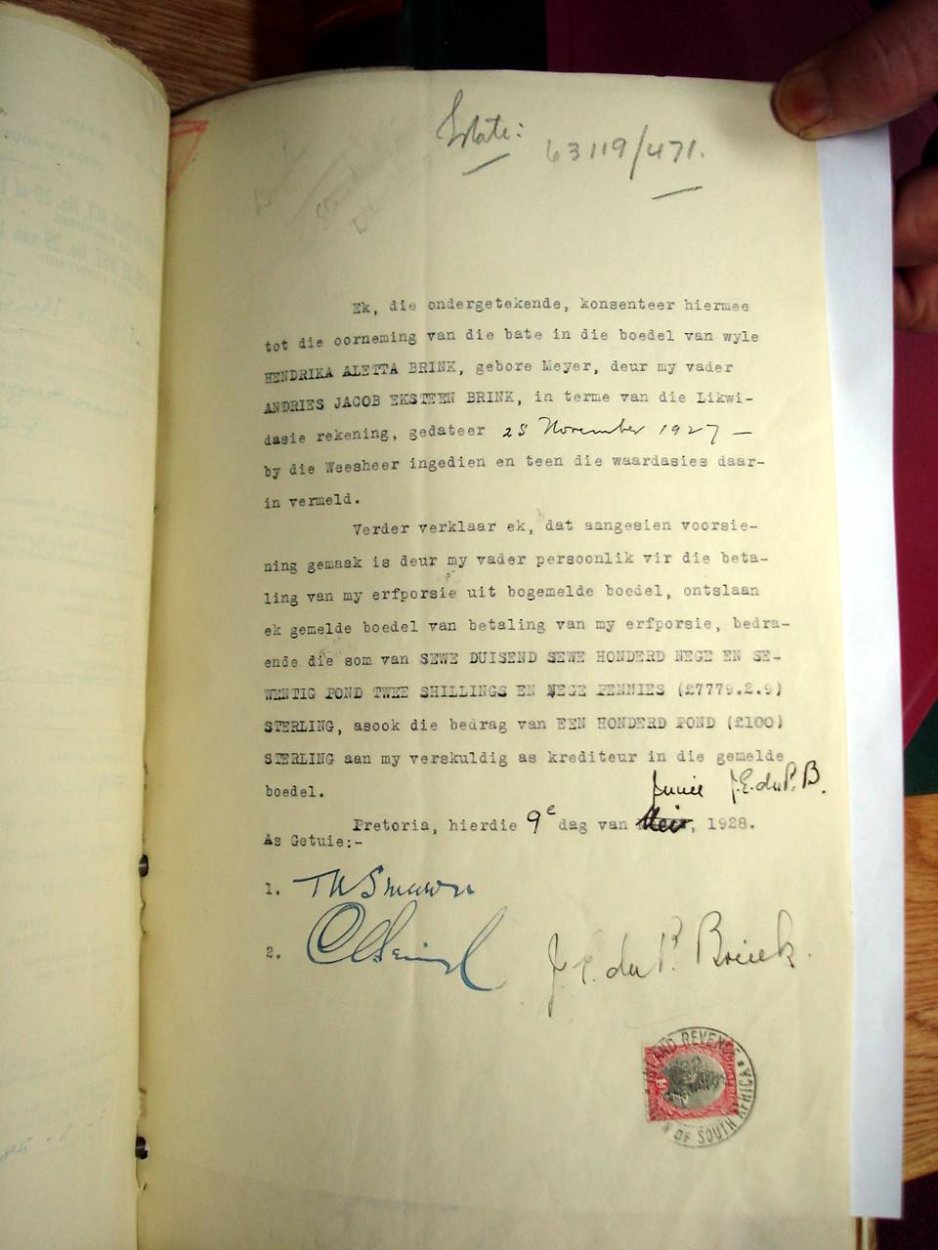 Estate: 63119/471.
Ek, die ondergetekende, konsenteer hiermee
tot die oorneming van die bate in die boedel van wyle
HENDRIKA ALETTA BRINK, gebore Meyer, deur my vader
ANDRIES JACOB EKSTEEN BRINK, in terme van die Likwi-
dasie rekening, gedateer 25 November 1927 —
by die Weesheer ingedien en teen die waardasies daar-
in vermeld.
Verder verklaar ek, dat aangesien voorsie-
ning gemaak is deur my vader persoonlik vir die beta-
ling van my erfporsie uit bogemelde boedel, ontslaan
ek gemelde boedel van betaling van my erfporsie, bedra-
ende die som van SEWE DUISEND SEWE HONDERD NEGE EN SE-
WENTIG POND TWEE SHILLINGS EN NEGE PENNIES (£7779.2.9)
STERLING, asook die bedrag van EEN HONDERD POND (£100)
STERLING aan my verskuldig as krediteur in die gemelde
boedel.
Junie J.E. du P. B.
Pretoria, hierdie 9e dag van , 1928.
As Getuie:-
1.
2.
J. E. du P. Brink.
INLAND REVENUE
OF SOUTH AFRICA